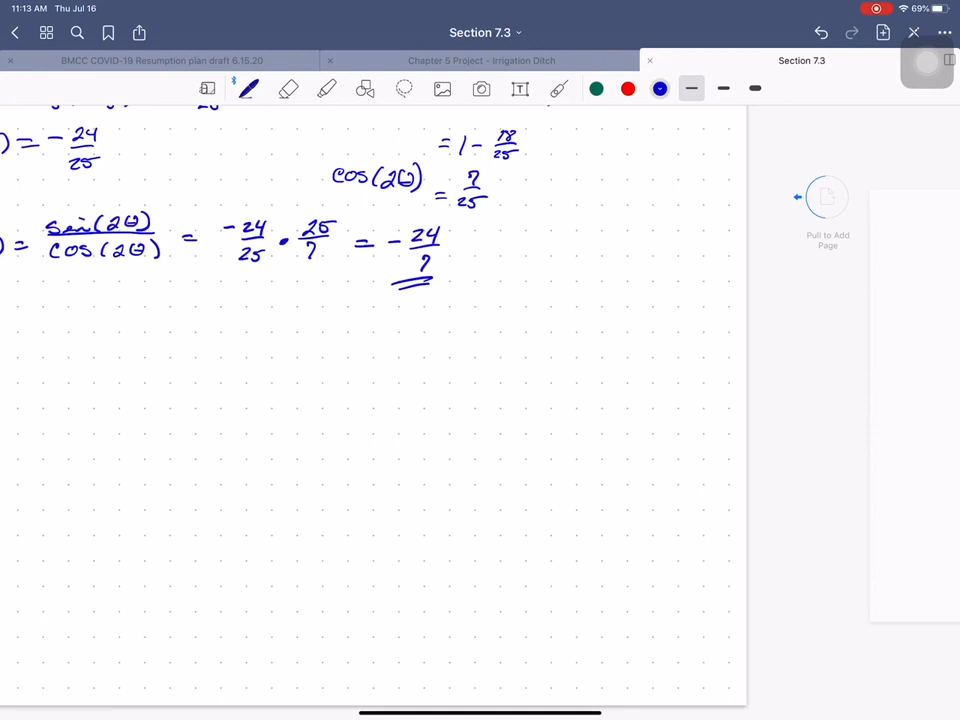 11:13 AM Thu Jul 16
69%
Section 7.3
BMCC COVID-19 Resumption plan draft 6.15.20
Chapter 5 Project - Irrigation Ditch
Section 7.3
) = - 24/25
= 1 - 18/25
cos(2θ) = 7/25
) = sin(2θ)/cos(2θ) = -24/25 • 25/7 = - 24/7
Pull to Add
Page